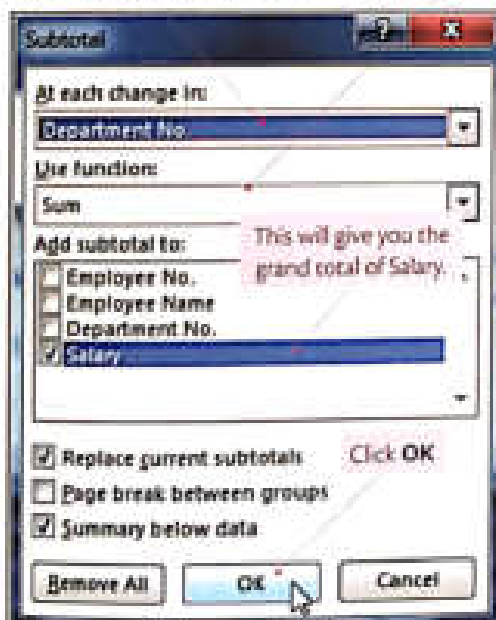 Subtotal
At each change in:
Department No.
Use function:
Sum
This will give you the
grand total of Salary.
Add subtotal to:
Employee No.
Employee Name
Department No.
Salary
Replace current subtotals
Click OK
Page break between groups
Summary below data
Remove All
OK
Cancel